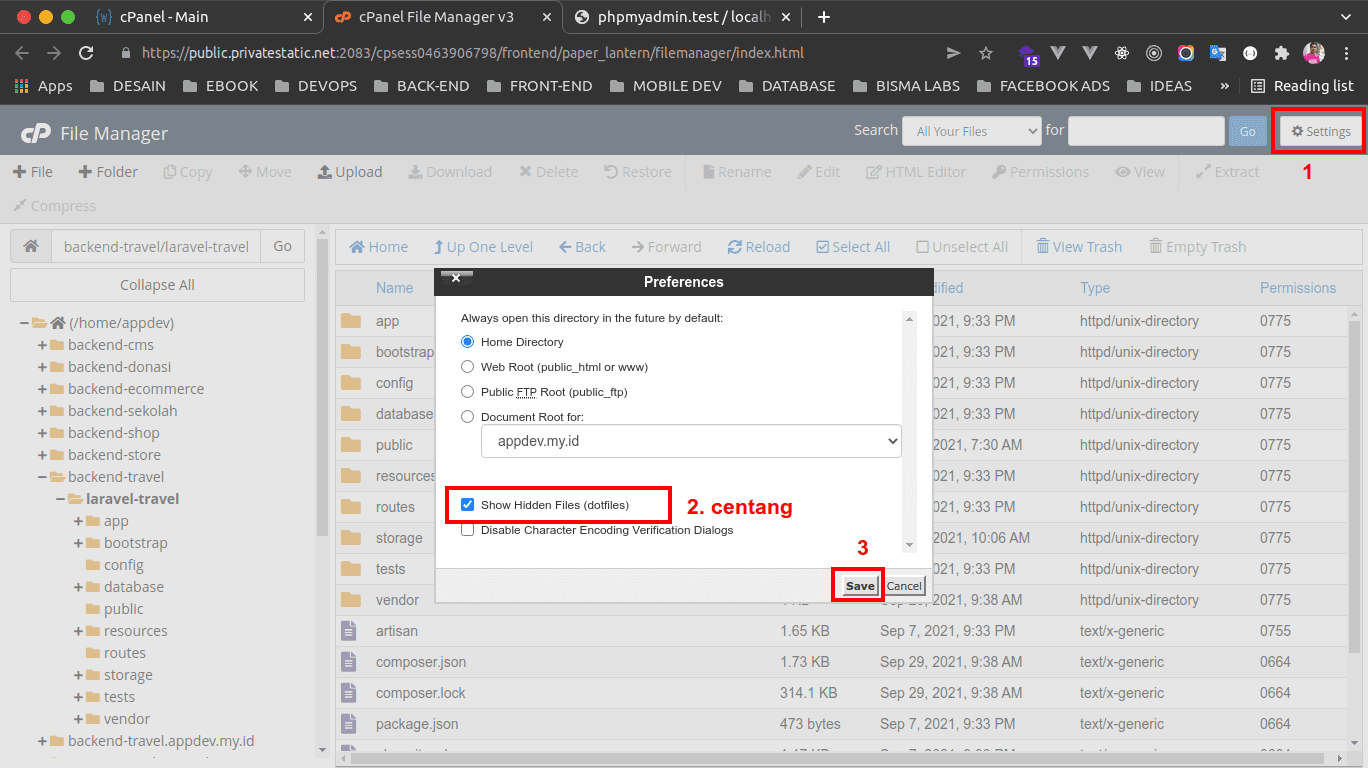 cPanel - Main
cPanel File Manager v3
phpmyadmin.test / localh
https://public.privatestatic.net:2083/cpsess0463906798/frontend/paper_lantern/filemanager/index.html
15
Apps DESAIN EBOOK DEVOPS BACK-END FRONT-END MOBILE DEV DATABASE BISMA LABS FACEBOOK ADS IDEAS » Reading list
cP File Manager
Search All Your Files for Go Settings
1
File Folder Copy Move Upload Download Delete Restore Rename Edit HTML Editor Permissions View Extract
Compress
backend-travel/laravel-travel Go
Collapse All
(/home/appdev)
backend-cms
backend-donasi
backend-ecommerce
backend-sekolah
backend-shop
backend-store
backend-travel
laravel-travel
app
bootstrap
config
database
public
resources
routes
storage
tests
vendor
backend-travel.appdev.my.id
Home Up One Level Back Forward Reload Select All Unselect All View Trash Empty Trash
Name dified Type Permissions
app 021, 9:33 PM httpd/unix-directory 0775
bootstrap 021, 9:33 PM httpd/unix-directory 0775
config 021, 9:33 PM httpd/unix-directory 0775
database 021, 9:33 PM httpd/unix-directory 0775
public 2021, 7:30 AM httpd/unix-directory 0775
resources 021, 9:33 PM httpd/unix-directory 0775
routes 021, 9:33 PM httpd/unix-directory 0775
storage 2021, 10:06 AM httpd/unix-directory 0775
tests 021, 9:33 PM httpd/unix-directory 0775
vendor 2021, 9:38 AM httpd/unix-directory 0775
artisan 1.65 KB Sep 7, 2021, 9:33 PM text/x-generic 0755
composer.json 1.73 KB Sep 29, 2021, 9:38 AM text/x-generic 0664
composer.lock 314.1 KB Sep 29, 2021, 9:38 AM text/x-generic 0664
package.json 473 bytes Sep 7, 2021, 9:33 PM text/x-generic 0664
Preferences
Always open this directory in the future by default:
Home Directory
Web Root (public_html or www)
Public FTP Root (public_ftp)
Document Root for:
appdev.my.id
Show Hidden Files (dotfiles)
2. centang
Disable Character Encoding Verification Dialogs
3
Save Cancel